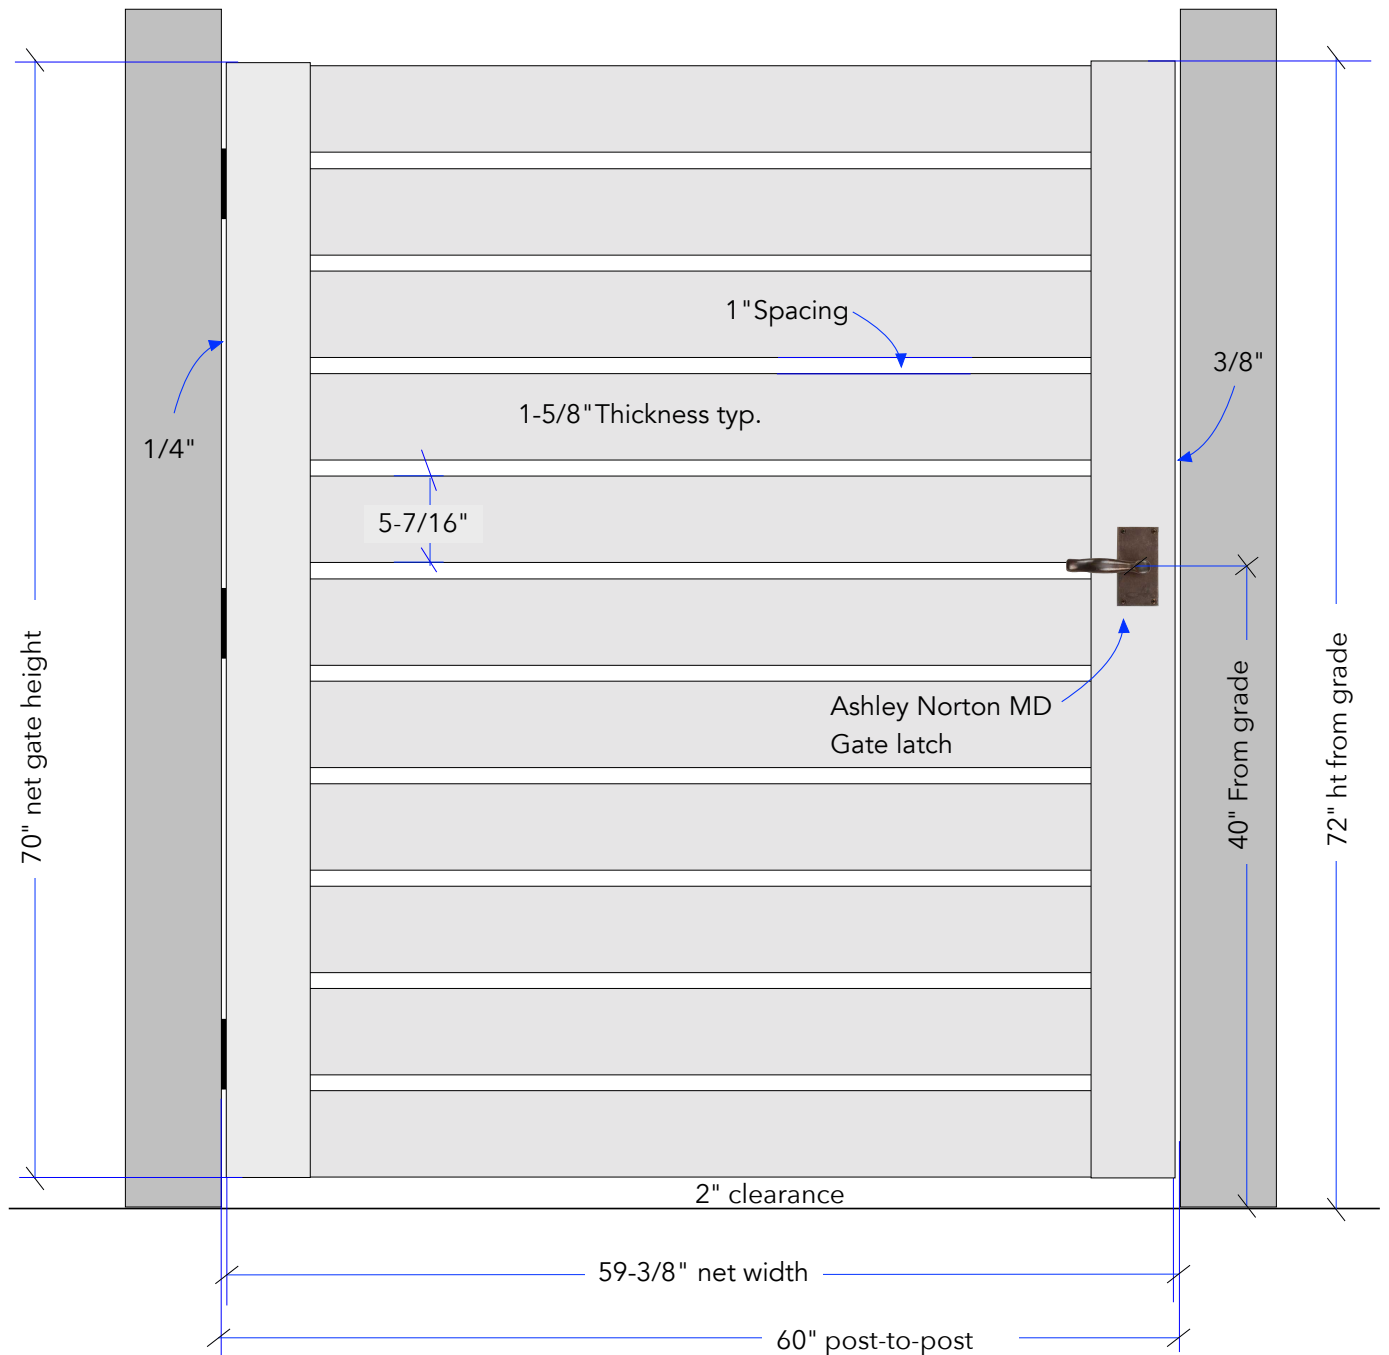 1"Spacing
3/8"
1-5/8"Thickness typ.
1/4"
5-7/16"
70" net gate height
Ashley Norton MD
Gate latch
40" From grade
72" ht from grade
2" clearance
59-3/8" net width
60" post-to-post